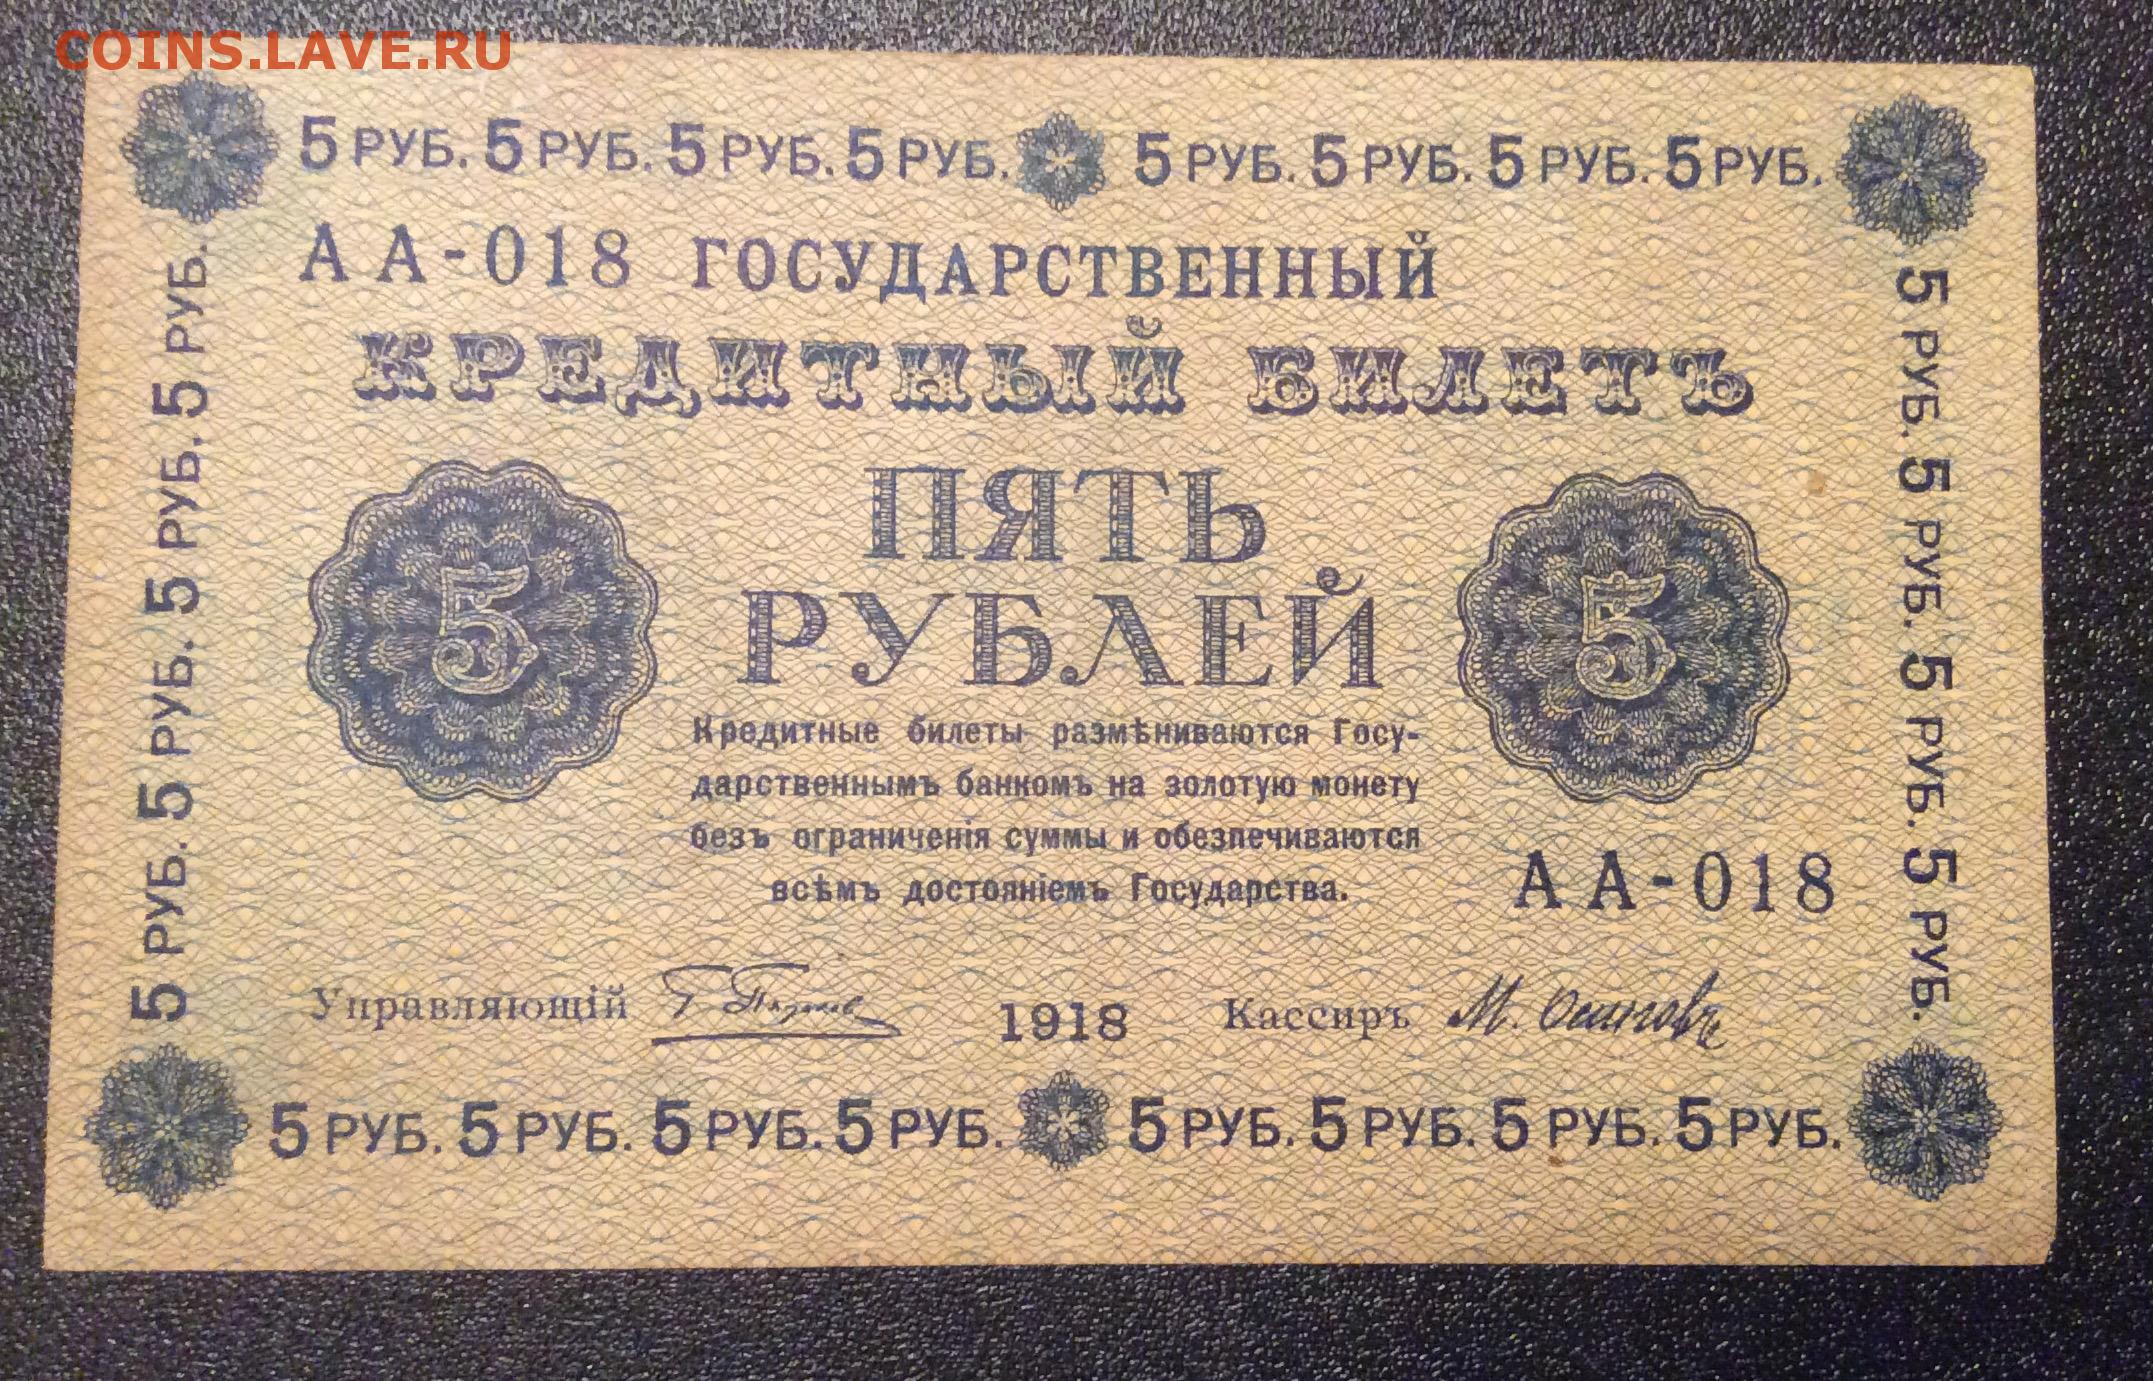 COINS.LAVE.RU
5 РУБ. 5 РУБ. 5 РУБ. 5 РУБ. 5 РУБ. 5 РУБ. 5 РУБ. 5 РУБ.
АА-018 ГОСУДАРСТВЕННЫЙ
КРЕДИТНЫЙ БИЛЕТЪ
5 РУБ. 5 РУБ. 5 РУБ. 5 РУБ.
ПЯТЬ
РУБЛЕЙ
5
5
Кредитные билеты размѣниваются Госу-
дарственнымъ банкомъ на золотую монету
безъ ограниченія суммы и обезпечиваются
всѣмъ достояніемъ Государства.
АА-018
5 РУБ. 5 РУБ. 5 РУБ. 5 РУБ.
Управляющій Г. Пятаков 1918 Кассиръ М. Осиповъ
5 РУБ. 5 РУБ. 5 РУБ. 5 РУБ. 5 РУБ. 5 РУБ. 5 РУБ. 5 РУБ.